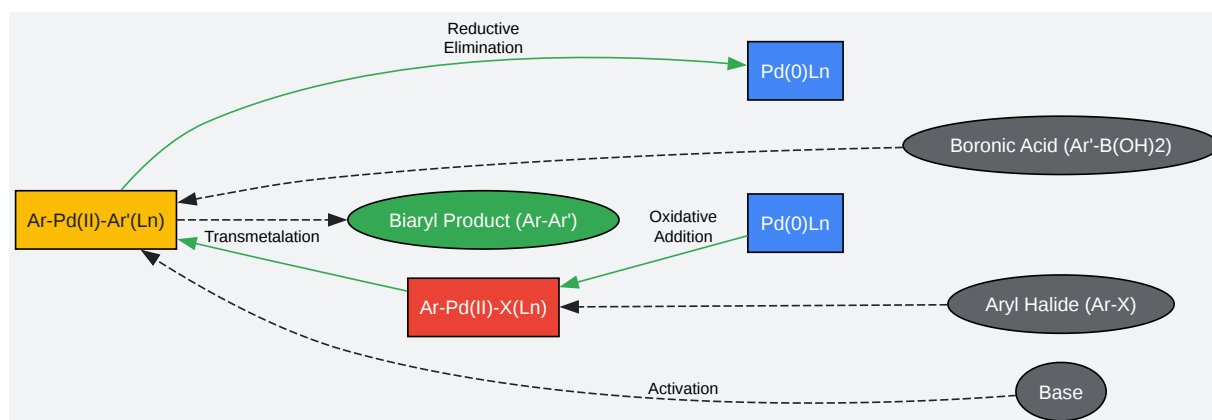 Reductive
Elimination
Pd(0)Ln
Boronic Acid (Ar'-B(OH)2)
Ar-Pd(II)-Ar'(Ln)
Biaryl Product (Ar-Ar')
Oxidative
Addition
Pd(0)Ln
Transmetalation
Ar-Pd(II)-X(Ln)
Aryl Halide (Ar-X)
Activation
Base